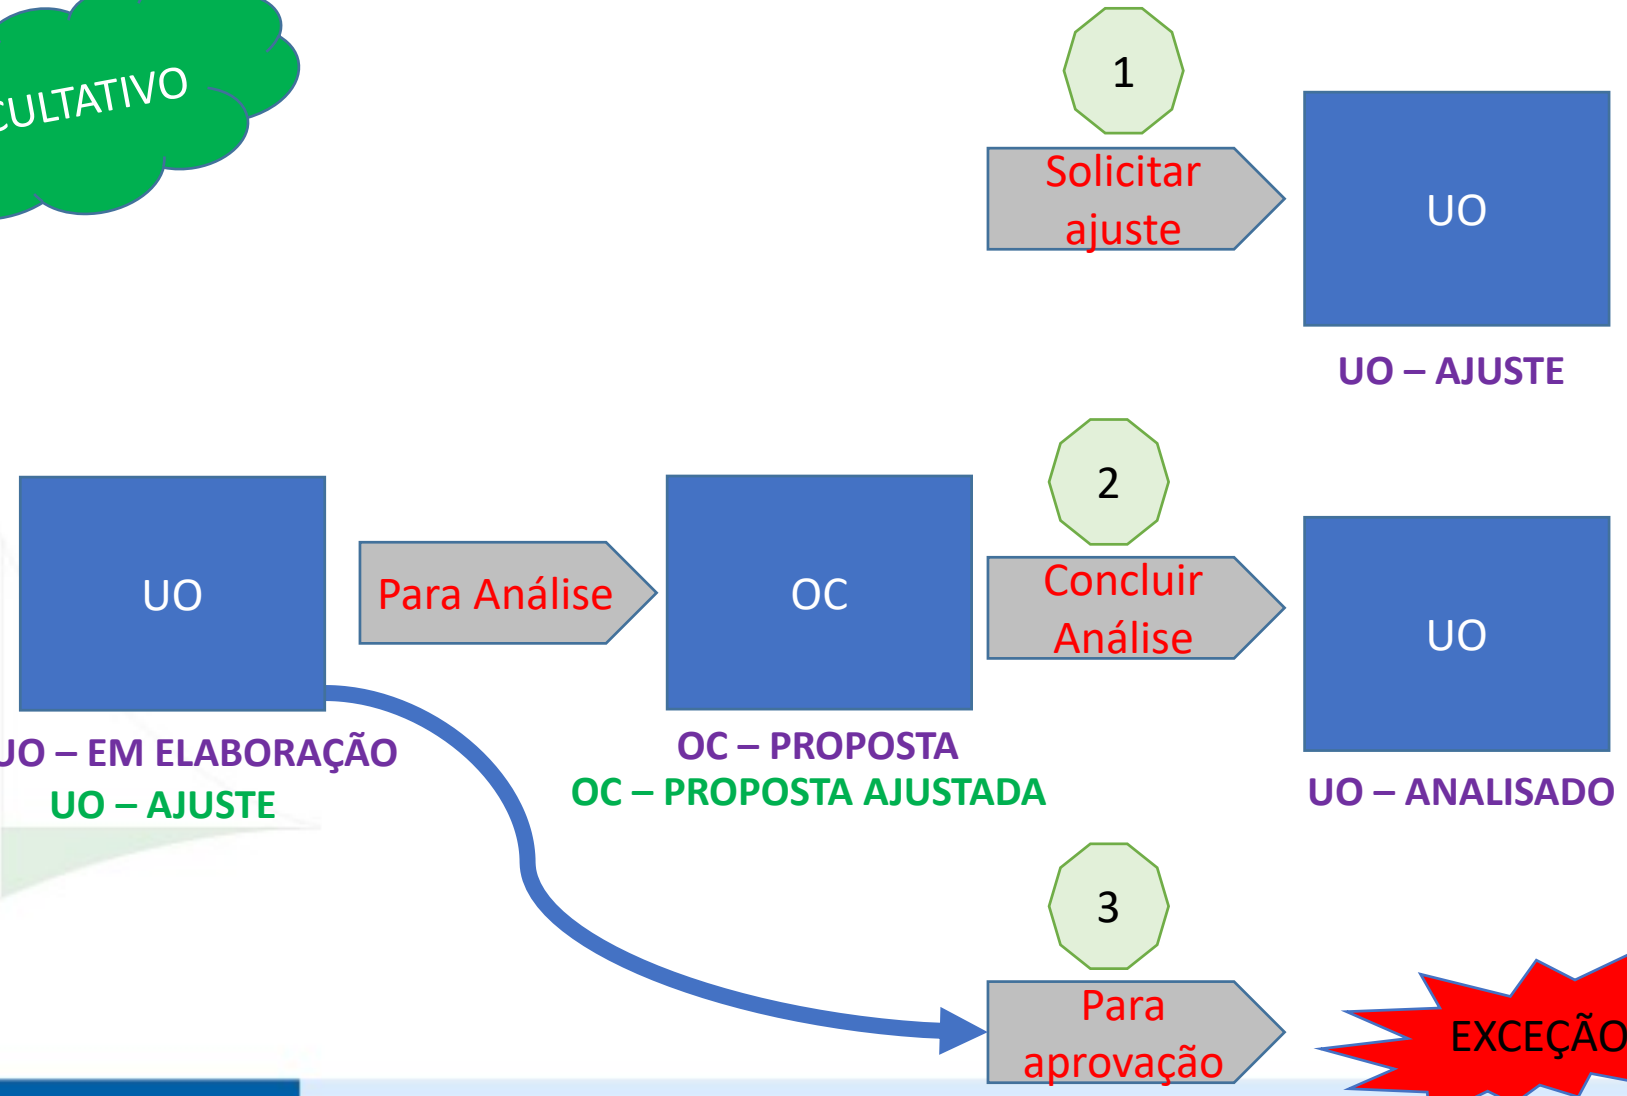 CULTATIVO
1
Solicitar
ajuste
UO
UO – AJUSTE
2
UO
Para Análise
OC
Concluir
Análise
UO
UO – EM ELABORAÇÃO
UO – AJUSTE
OC – PROPOSTA
OC – PROPOSTA AJUSTADA
UO – ANALISADO
3
Para
aprovação
EXCEÇÃO